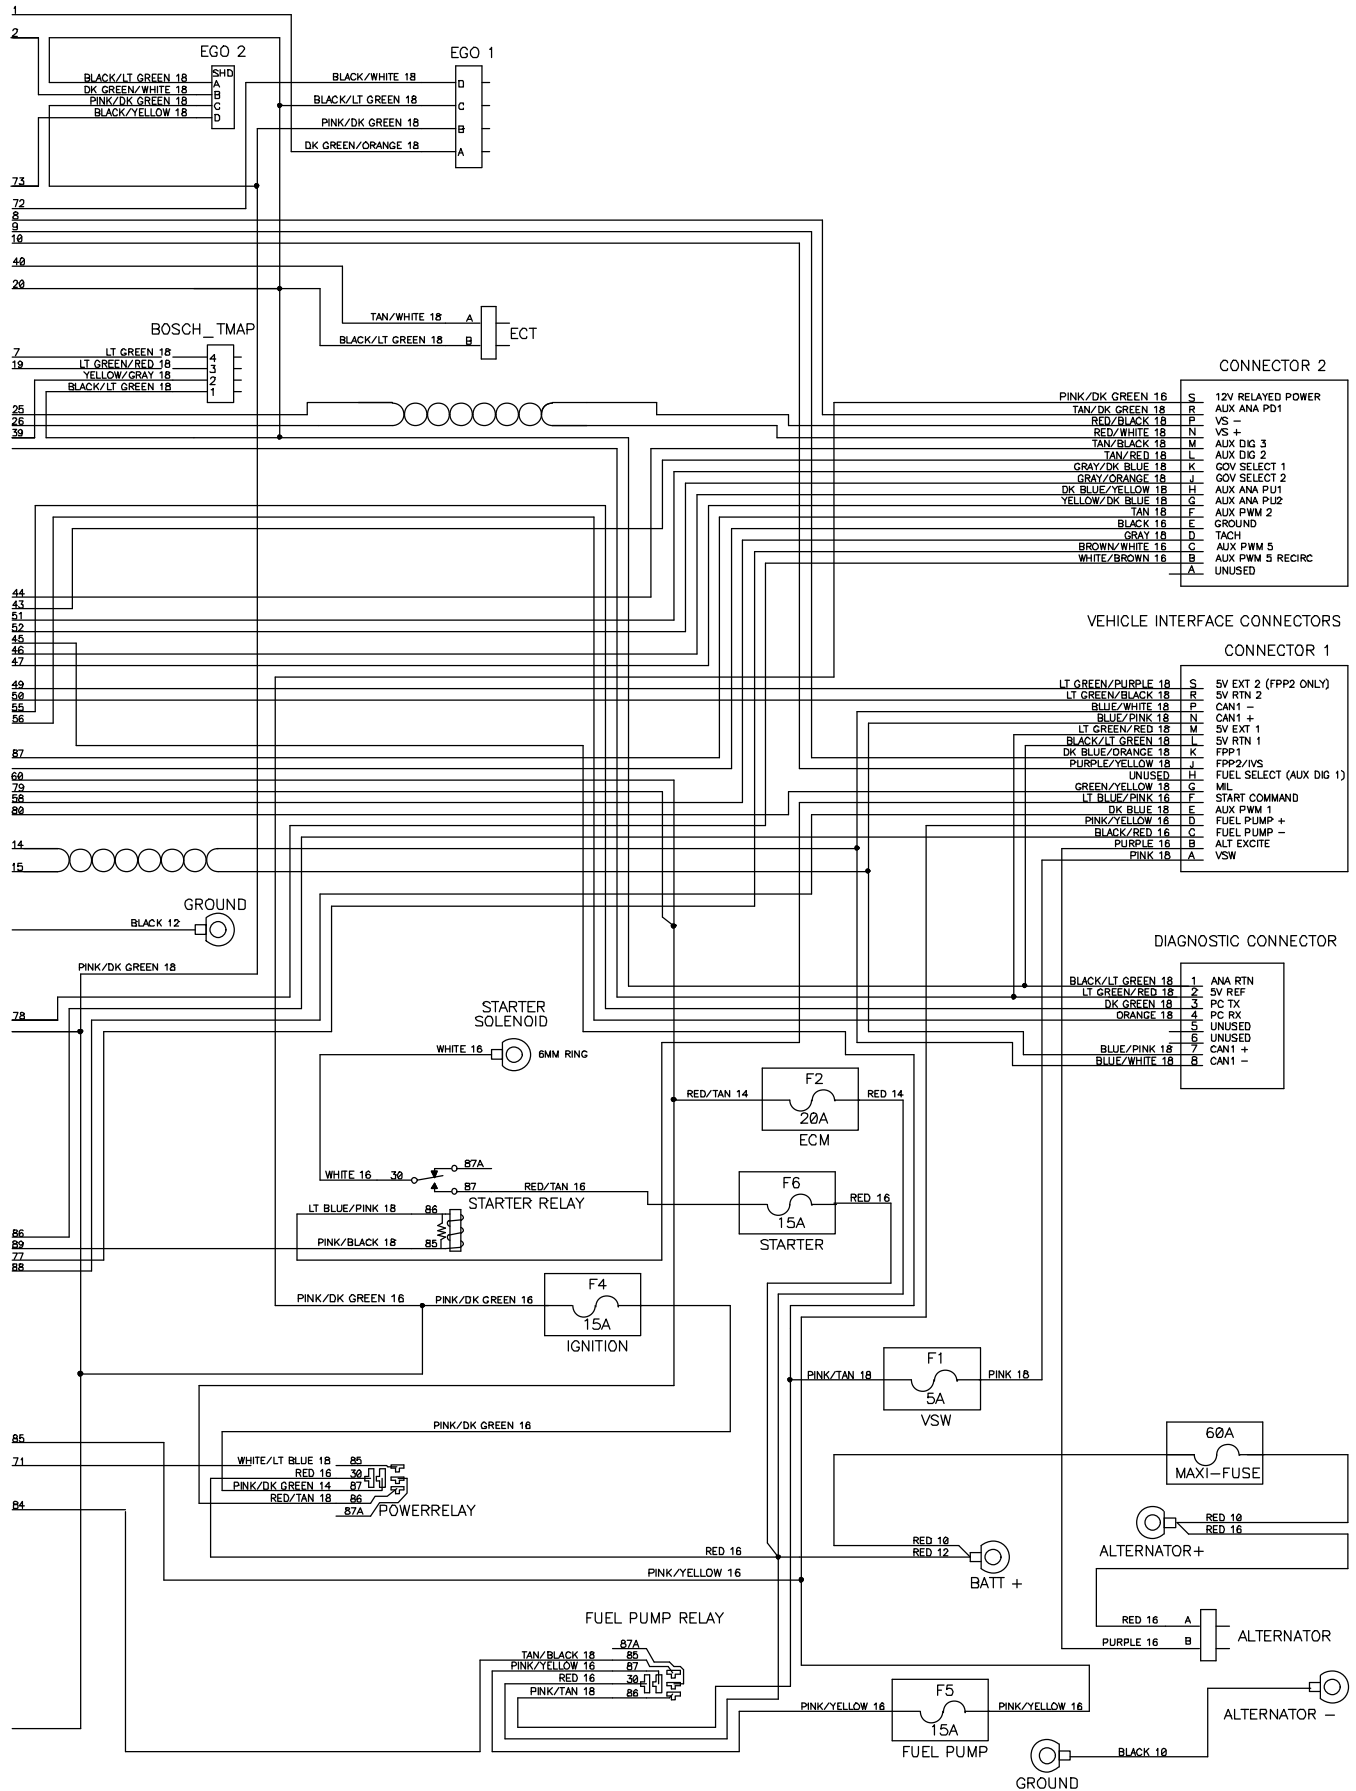 1
2
EGO 2
EGO 1
SHD
BLACK/LT GREEN 18 A
DK GREEN/WHITE 18 B
PINK/DK GREEN 18 C
BLACK/YELLOW 18 D
BLACK/WHITE 18 D
BLACK/LT GREEN 18 C
PINK/DK GREEN 18 B
DK GREEN/ORANGE 18 A
73
72
8
9
10
40
20
TAN/WHITE 18 A
BLACK/LT GREEN 18 B
ECT
BOSCH_TMAP
7 LT GREEN 18 4
19 LT GREEN/RED 18 3
YELLOW/GRAY 18 2
BLACK/LT GREEN 18 1
25
26
39
CONNECTOR 2
PINK/DK GREEN 16 S 12V RELAYED POWER
TAN/DK GREEN 18 R AUX ANA PD1
RED/BLACK 18 P VS -
RED/WHITE 18 N VS +
TAN/BLACK 18 M AUX DIG 3
TAN/RED 18 L AUX DIG 2
GRAY/DK BLUE 18 K GOV SELECT 1
GRAY/ORANGE 18 J GOV SELECT 2
DK BLUE/YELLOW 18 H AUX ANA PU1
YELLOW/DK BLUE 18 G AUX ANA PU2
TAN 18 F AUX PWM 2
BLACK 16 E GROUND
GRAY 18 D TACH
BROWN/WHITE 16 C AUX PWM 5
WHITE/BROWN 16 B AUX PWM 5 RECIRC
A UNUSED
44
43
51
52
45
46
47
49
50
55
56
87
60
79
58
80
14
15
VEHICLE INTERFACE CONNECTORS
CONNECTOR 1
LT GREEN/PURPLE 18 S 5V EXT 2 (FPP2 ONLY)
LT GREEN/BLACK 18 R 5V RTN 2
BLUE/WHITE 18 P CAN1 -
BLUE/PINK 18 N CAN1 +
LT GREEN/RED 18 M 5V EXT 1
BLACK/LT GREEN 18 L 5V RTN 1
DK BLUE/ORANGE 18 K FPP1
PURPLE/YELLOW 18 J FPP2/IVS
UNUSED H FUEL SELECT (AUX DIG 1)
GREEN/YELLOW 18 G MIL
LT BLUE/PINK 16 F START COMMAND
DK BLUE 18 E AUX PWM 1
PINK/YELLOW 16 D FUEL PUMP +
BLACK/RED 16 C FUEL PUMP -
PURPLE 16 B ALT EXCITE
PINK 18 A VSW
GROUND
BLACK 12
PINK/DK GREEN 18
78
DIAGNOSTIC CONNECTOR
BLACK/LT GREEN 18 1 ANA RTN
LT GREEN/RED 18 2 5V REF
DK GREEN 18 3 PC TX
ORANGE 18 4 PC RX
5 UNUSED
6 UNUSED
BLUE/PINK 18 7 CAN1 +
BLUE/WHITE 18 8 CAN1 -
STARTER
SOLENOID
WHITE 16
6MM RING
RED/TAN 14
F2
20A
ECM
RED 14
WHITE 16 30
87A
87
RED/TAN 16
STARTER RELAY
LT BLUE/PINK 18 86
PINK/BLACK 18 85
F6
15A
STARTER
RED 16
86
89
77
88
PINK/DK GREEN 16
PINK/DK GREEN 16
F4
15A
IGNITION
PINK/TAN 18
F1
5A
VSW
PINK 18
PINK/DK GREEN 16
85
71
84
WHITE/LT BLUE 18 85
RED 16 30
PINK/DK GREEN 14 87
RED/TAN 18 86
87A
POWERRELAY
60A
MAXI-FUSE
RED 10
RED 16
ALTERNATOR+
RED 16
RED 10
RED 12
BATT +
PINK/YELLOW 16
FUEL PUMP RELAY
87A
TAN/BLACK 18 85
PINK/YELLOW 16 87
RED 16 30
PINK/TAN 18 86
RED 16 A
PURPLE 16 B
ALTERNATOR
PINK/YELLOW 16
F5
15A
FUEL PUMP
PINK/YELLOW 16
ALTERNATOR -
BLACK 10
GROUND